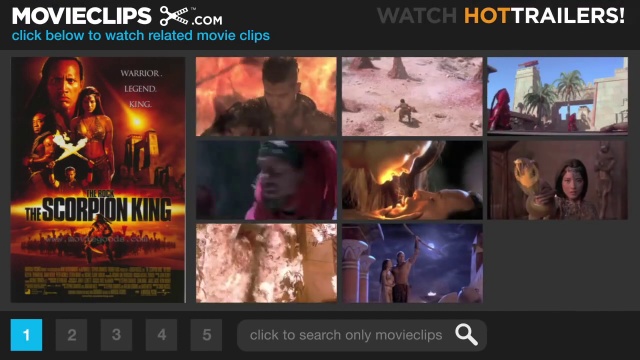 MOVIECLIPS .COM
WATCH HOTTRAILERS!
click below to watch related movie clips
WARRIOR.
LEGEND.
KING.
THE ROCK
THE SCORPION KING
1 2 3 4 5
click to search only movieclips